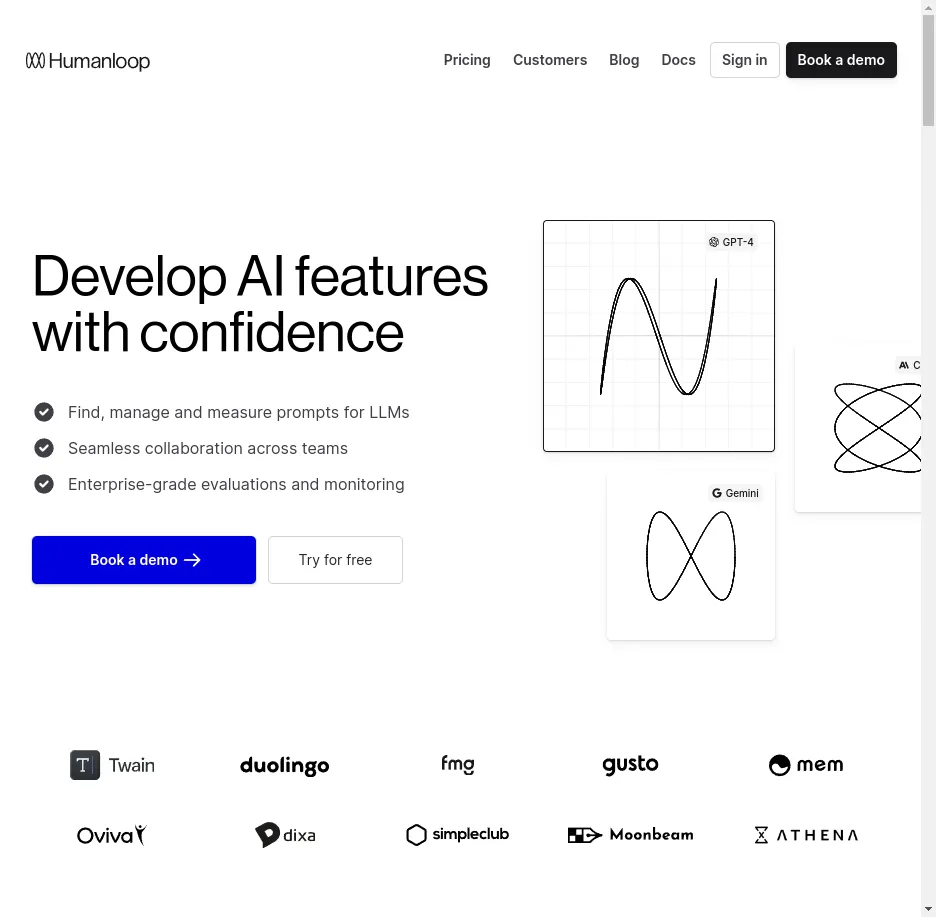 Humanloop
Pricing Customers Blog Docs Sign in Book a demo
Develop AI features
with confidence
Find, manage and measure prompts for LLMs
Seamless collaboration across teams
Enterprise-grade evaluations and monitoring
Book a demo →
Try for free
GPT-4
Gemini
T Twain
duolingo
fmg
gusto
mem
Oviva
dixa
simpleclub
Moonbeam
ATHENA